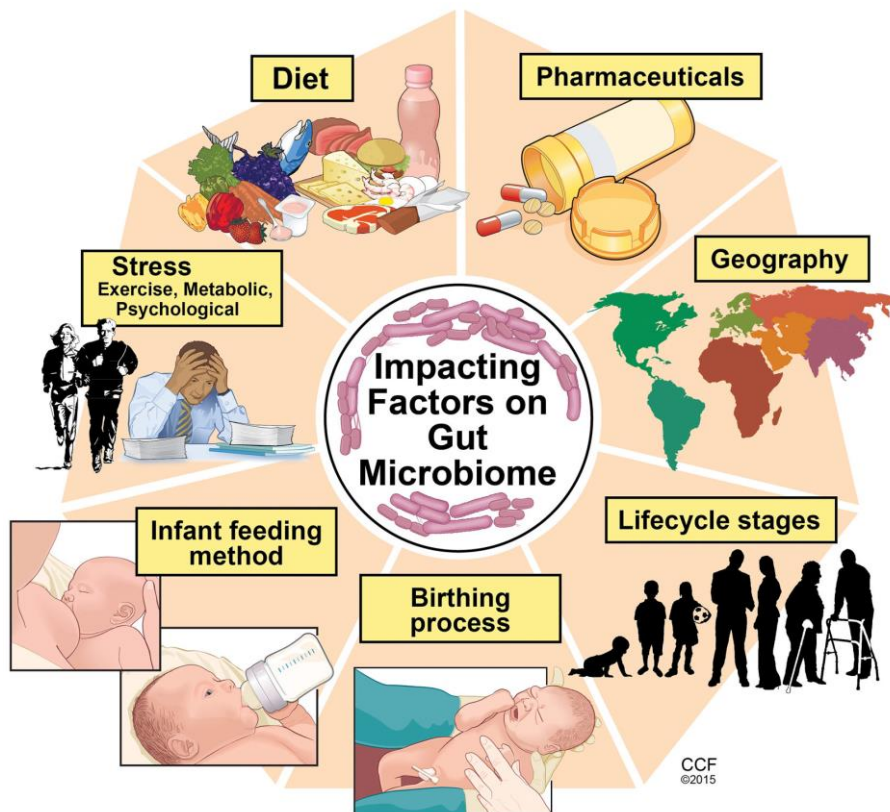 Diet
Pharmaceuticals
Stress
Exercise, Metabolic,
Psychological
Geography
Impacting
Factors on
Gut
Microbiome
Infant feeding
method
Lifecycle stages
Birthing
process
CCF
©2015